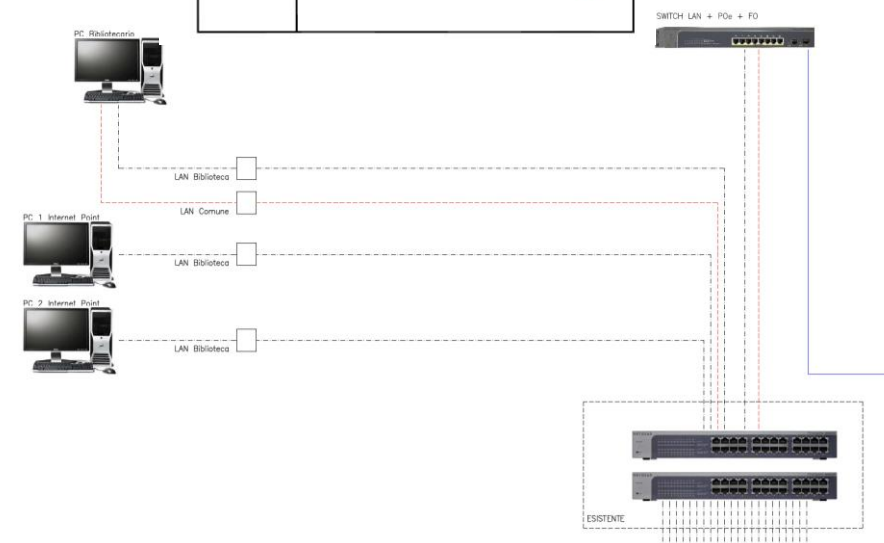 SWITCH LAN + POe + FO
PC Bibliotecario
LAN Biblioteca
LAN Comune
PC 1 Internet Point
LAN Biblioteca
PC 2 Internet Point
LAN Biblioteca
ESISTENTE